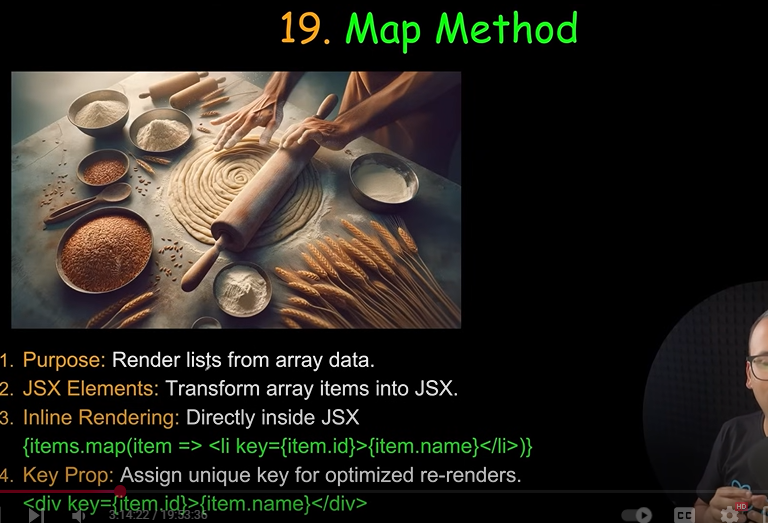 19. Map Method
1. Purpose: Render lists from array data.
2. JSX Elements: Transform array items into JSX.
3. Inline Rendering: Directly inside JSX
{items.map(item => <li key={item.id}>{item.name}</li>)}
4. Key Prop: Assign unique key for optimized re-renders.
<div key={item.id}>{item.name}</div>
3:14:22 / 19:53:36
CC
HD